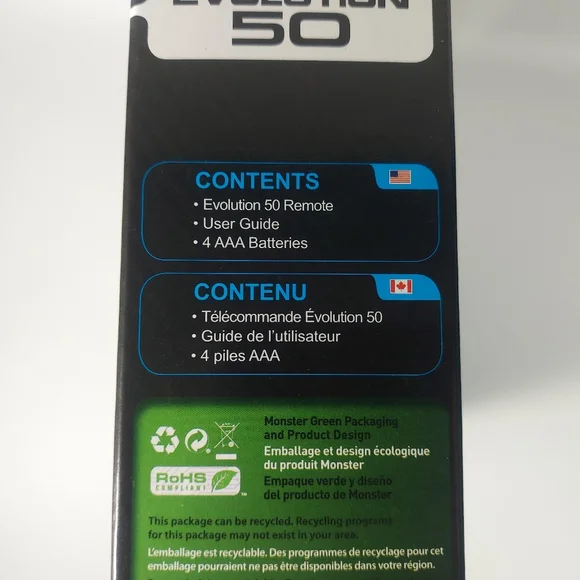 EVOLUTION
50
CONTENTS
• Evolution 50 Remote
• User Guide
• 4 AAA Batteries
CONTENU
• Télécommande Évolution 50
• Guide de l'utilisateur
• 4 piles AAA
Monster Green Packaging
and Product Design
Emballage et design écologique
du produit Monster
Empaque verde y diseño
del producto de Monster
RoHS
COMPLIANT
This package can be recycled. Recycling programs
for this package may not exist in your area.
L'emballage est recyclable. Des programmes de recyclage pour cet
emballage pourraient ne pas être disponibles dans votre région.